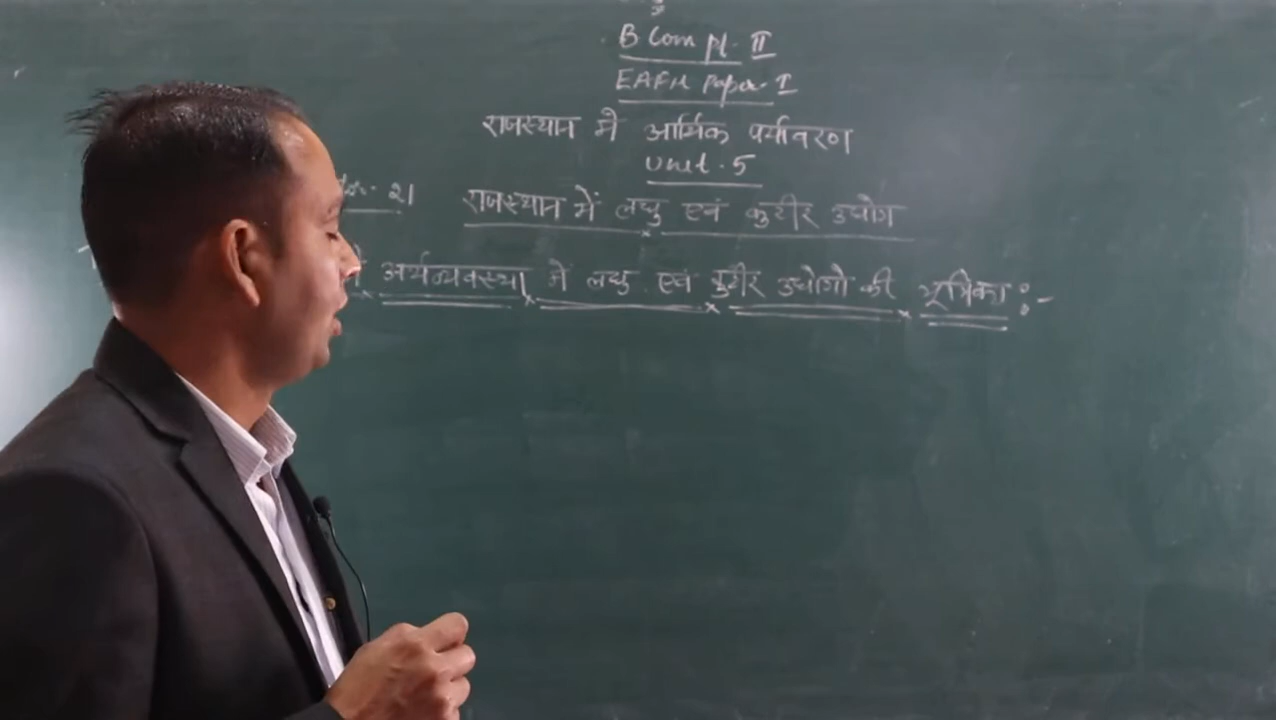 B Com pt. II
EAFM Paper-I
राजस्थान में आर्थिक पर्यावरण
Unit-5
21 राजस्थान में लघु एवं कुटीर उद्योग
अर्थव्यवस्था में लघु एवं कुटीर उद्योगो की भूमिका :-